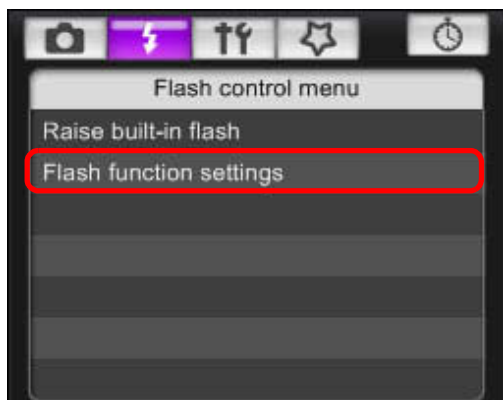 Flash control menu
Raise built-in flash
Flash function settings